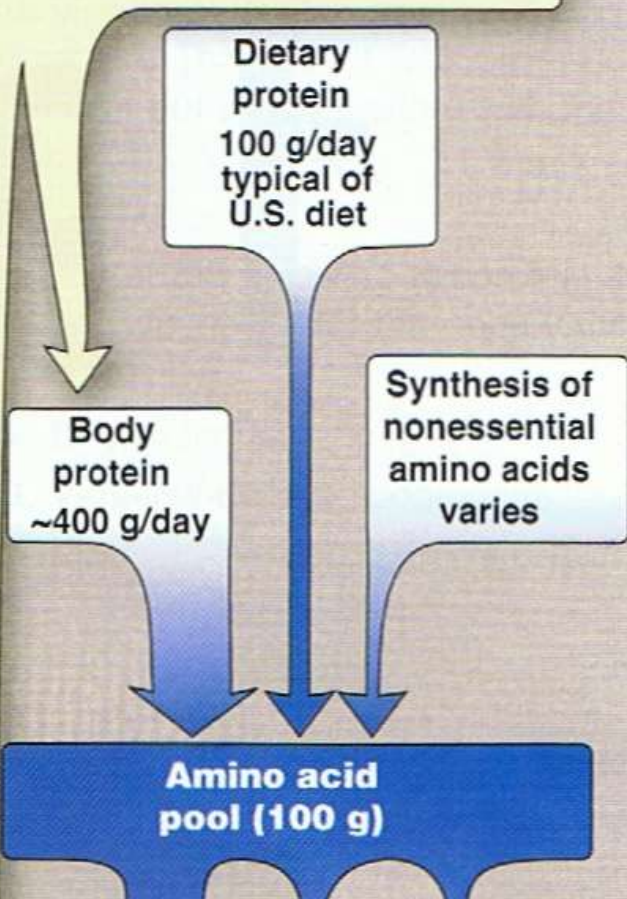 Dietary
protein
100 g/day
typical of
U.S. diet
Synthesis of
nonessential
amino acids
varies
Body
protein
~400 g/day
Amino acid
pool (100 g)